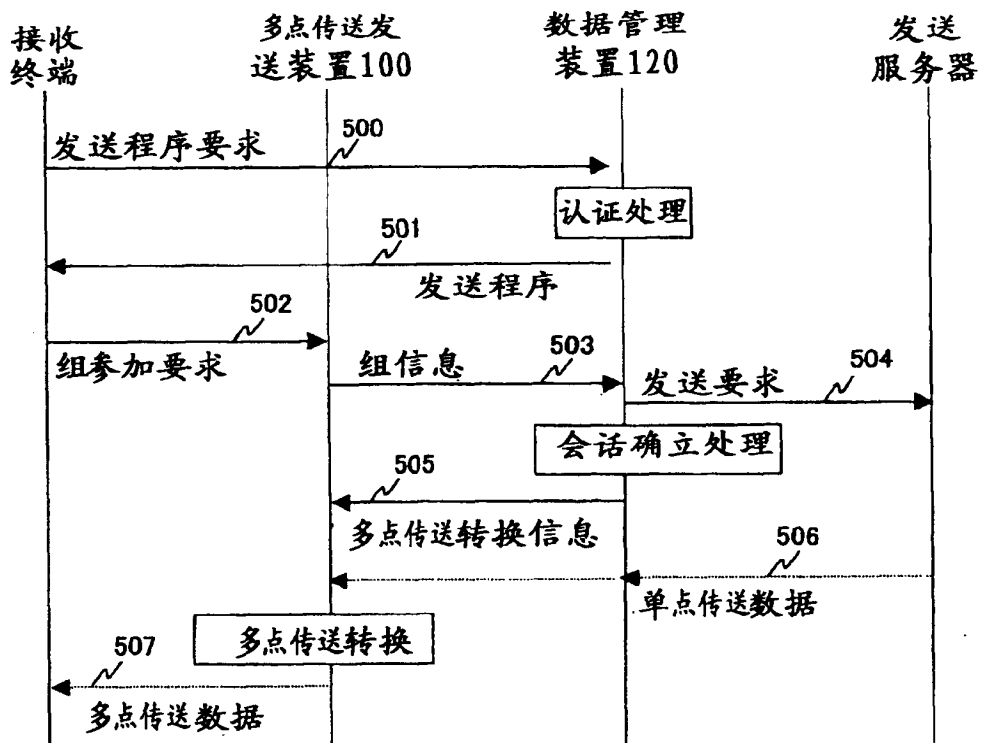 接收
终端
多点传送发
送装置100
数据管理
装置120
发送
服务器
500
发送程序要求
认证处理
501
发送程序
502
组参加要求
503
组信息
504
发送要求
会话确立处理
505
多点传送转换信息
506
单点传送数据
多点传送转换
507
多点传送数据